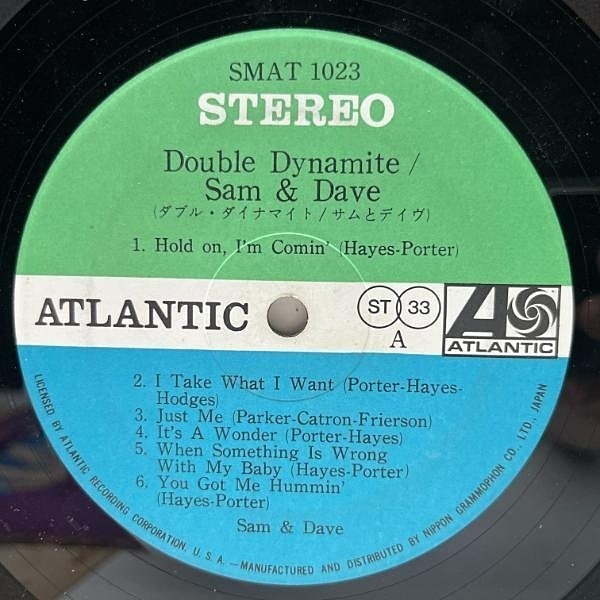 SMAT 1023
STEREO
Double Dynamite /
Sam & Dave
(ダブル・ダイナマイト/サムとデイヴ)
1. Hold on, I'm Comin' (Hayes-Porter)
ATLANTIC
ST 33
A
ATLANTIC
2. I Take What I Want (Porter-Hayes-
Hodges)
3. Just Me (Parker-Catron-Frierson)
4. It's A Wonder (Porter-Hayes)
5. When Something Is Wrong
With My Baby (Hayes-Porter)
6. You Got Me Hummin'
(Hayes-Porter)
Sam & Dave
LICENSED BY ATLANTIC RECORDING CORPORATION, U. S. A. —MANUFACTURED AND DISTRIBUTED BY NIPPON GRAMMOPHON CO., LTD., JAPAN